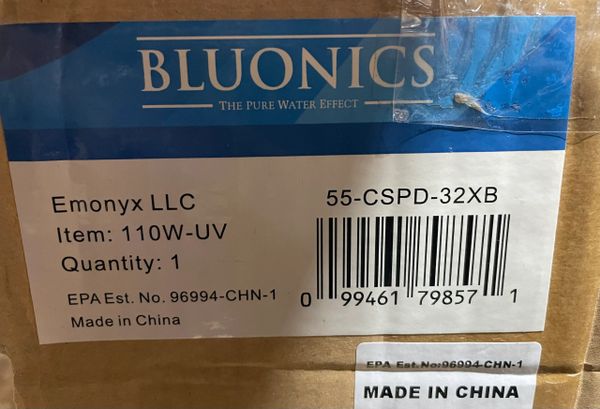 BLUONICS
THE PURE WATER EFFECT
Emonyx LLC
Item: 110W-UV
Quantity: 1
EPA Est. No. 96994-CHN-1
Made in China
55-CSPD-32XB
0 99461 79857 1
EPA Est. No:96994-CHN-1
MADE IN CHINA